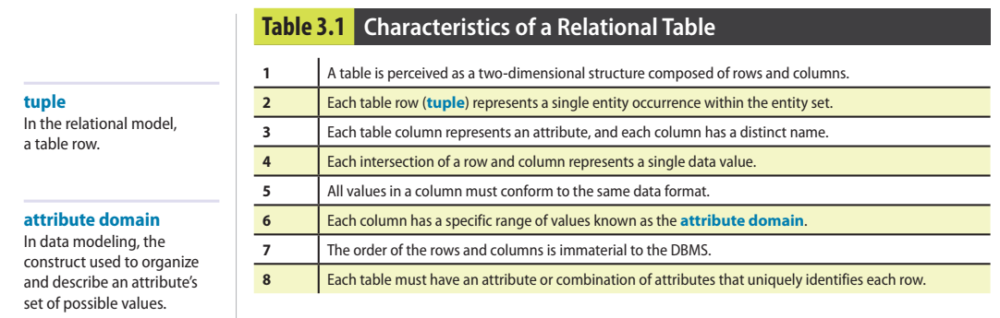 Table 3.1 Characteristics of a Relational Table
1 A table is perceived as a two-dimensional structure composed of rows and columns.
2 Each table row (tuple) represents a single entity occurrence within the entity set.
3 Each table column represents an attribute, and each column has a distinct name.
4 Each intersection of a row and column represents a single data value.
5 All values in a column must conform to the same data format.
6 Each column has a specific range of values known as the attribute domain.
7 The order of the rows and columns is immaterial to the DBMS.
8 Each table must have an attribute or combination of attributes that uniquely identifies each row.
tuple
In the relational model,
a table row.
attribute domain
In data modeling, the
construct used to organize
and describe an attribute's
set of possible values.